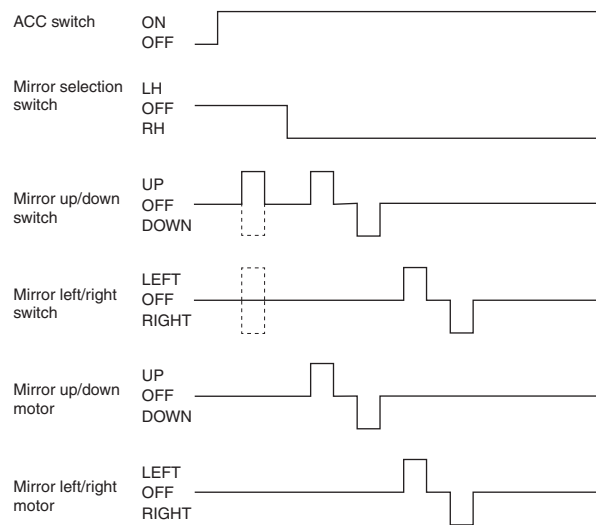 ACC switch
ON
OFF
Mirror selection
switch
LH
OFF
RH
Mirror up/down
switch
UP
OFF
DOWN
Mirror left/right
switch
LEFT
OFF
RIGHT
Mirror up/down
motor
UP
OFF
DOWN
Mirror left/right
motor
LEFT
OFF
RIGHT